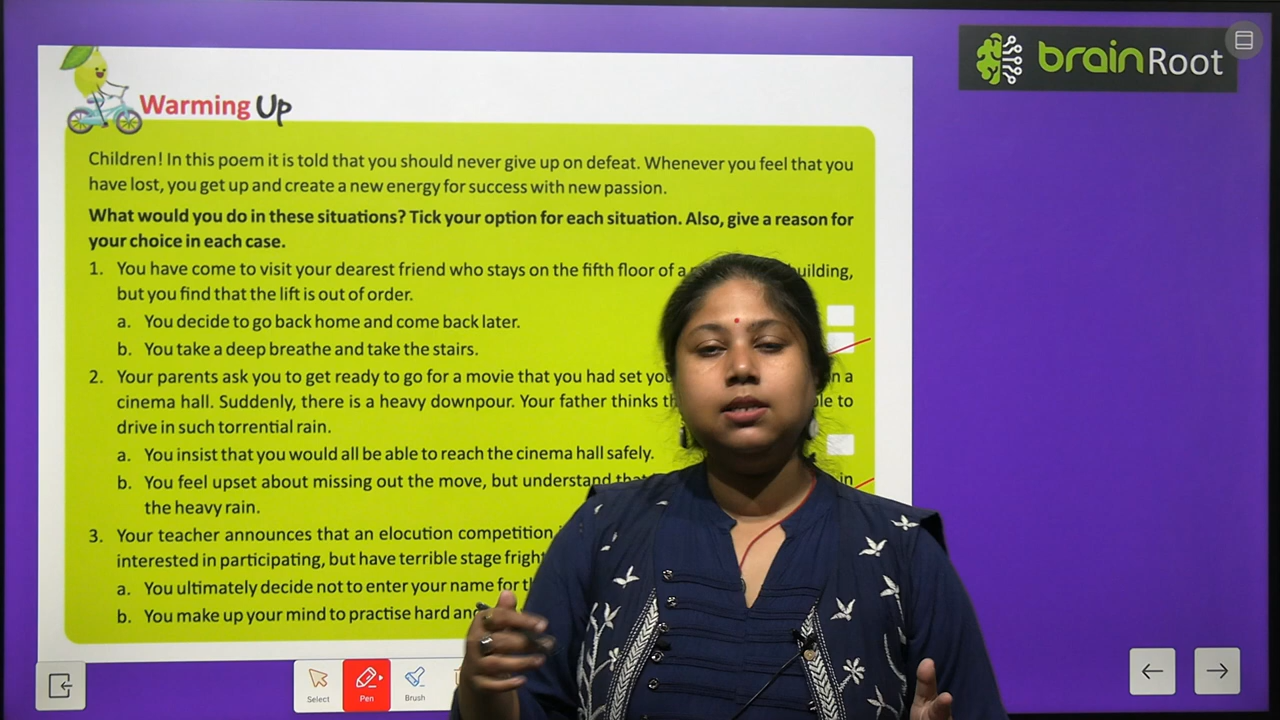 brainRoot
Warming Up
Children! In this poem it is told that you should never give up on defeat. Whenever you feel that you
have lost, you get up and create a new energy for success with new passion.
What would you do in these situations? Tick your option for each situation. Also, give a reason for
your choice in each case.
1. You have come to visit your dearest friend who stays on the fifth floor of a
but you find that the lift is out of order.
a. You decide to go back home and come back later.
b. You take a deep breathe and take the stairs.
2. Your parents ask you to get ready to go for a movie that you had set a
cinema hall. Suddenly, there is a heavy downpour. Your father thinks to
drive in such torrential rain.
a. You insist that you would all be able to reach the cinema hall safely.
b. You feel upset about missing out the move, but understand that in
the heavy rain.
3. Your teacher announces that an elocution competition
interested in participating, but have terrible stage fright
a. You ultimately decide not to enter your name for
b. You make up your mind to practise hard
Select
Pen
Brush